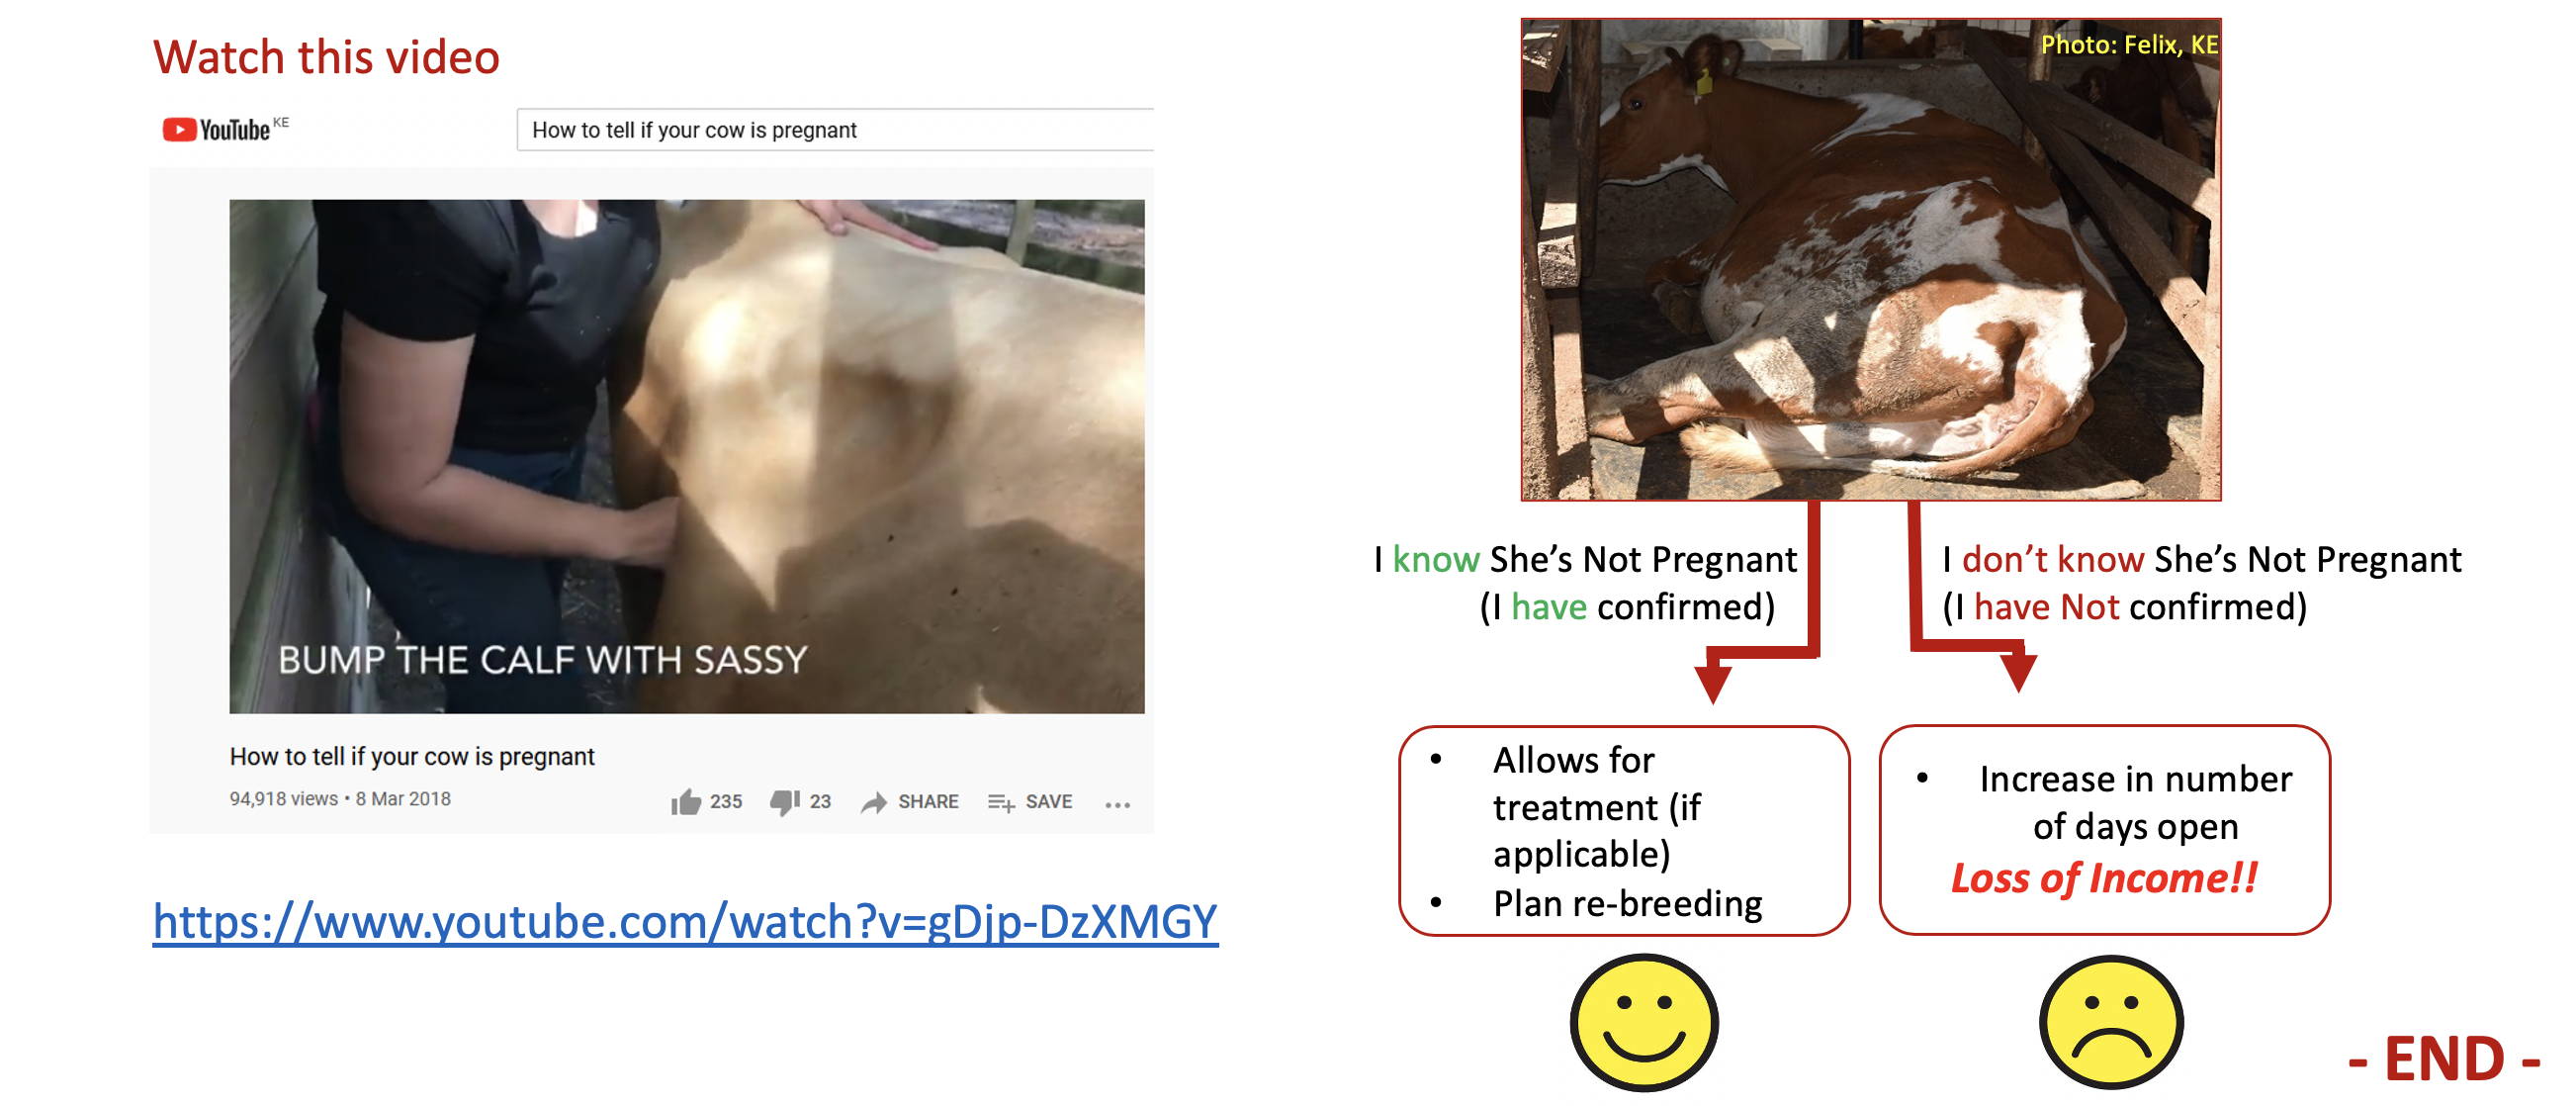 Watch this video
YouTube KE
How to tell if your cow is pregnant
BUMP THE CALF WITH SASSY
How to tell if your cow is pregnant
94,918 views • 8 Mar 2018
235
23
SHARE
SAVE
https://www.youtube.com/watch?v=gDjp-DzXMGY
Photo: Felix, KE
I know She’s Not Pregnant
(I have confirmed)
I don’t know She’s Not Pregnant
(I have Not confirmed)
• Allows for
treatment (if
applicable)
• Plan re-breeding
• Increase in number
of days open
Loss of Income!!
- END -